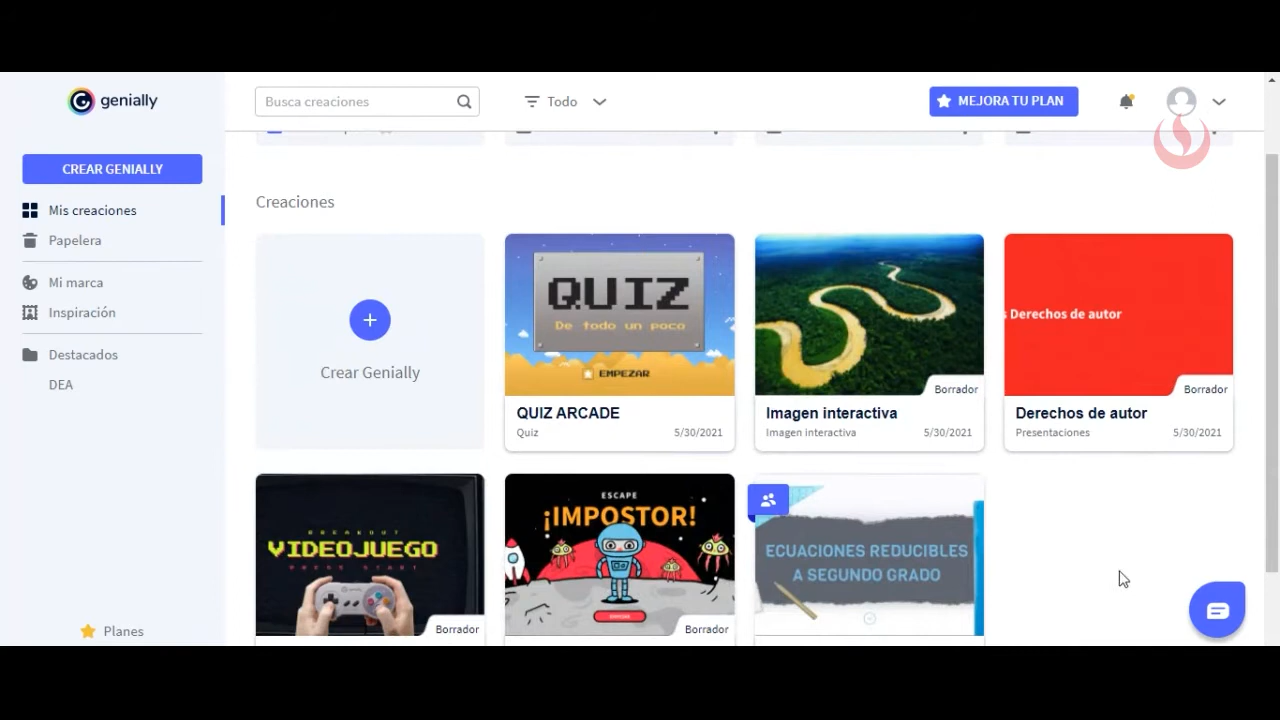 genially
Busca creaciones
Todo
MEJORA TU PLAN
CREAR GENIALLY
Mis creaciones
Papelera
Mi marca
Inspiración
Destacados
DEA
Planes
Creaciones
Crear Genially
QUIZ
De todo un poco
EMPEZAR
QUIZ ARCADE
Quiz
5/30/2021
Borrador
Imagen interactiva
Imagen interactiva
5/30/2021
s Derechos de autor
Borrador
Derechos de autor
Presentaciones
5/30/2021
BREAKOUT
VIDEOJUEGO
PRESS START
Borrador
ESCAPE
¡IMPOSTOR!
Borrador
ECUACIONES REDUCIBLES
A SEGUNDO GRADO